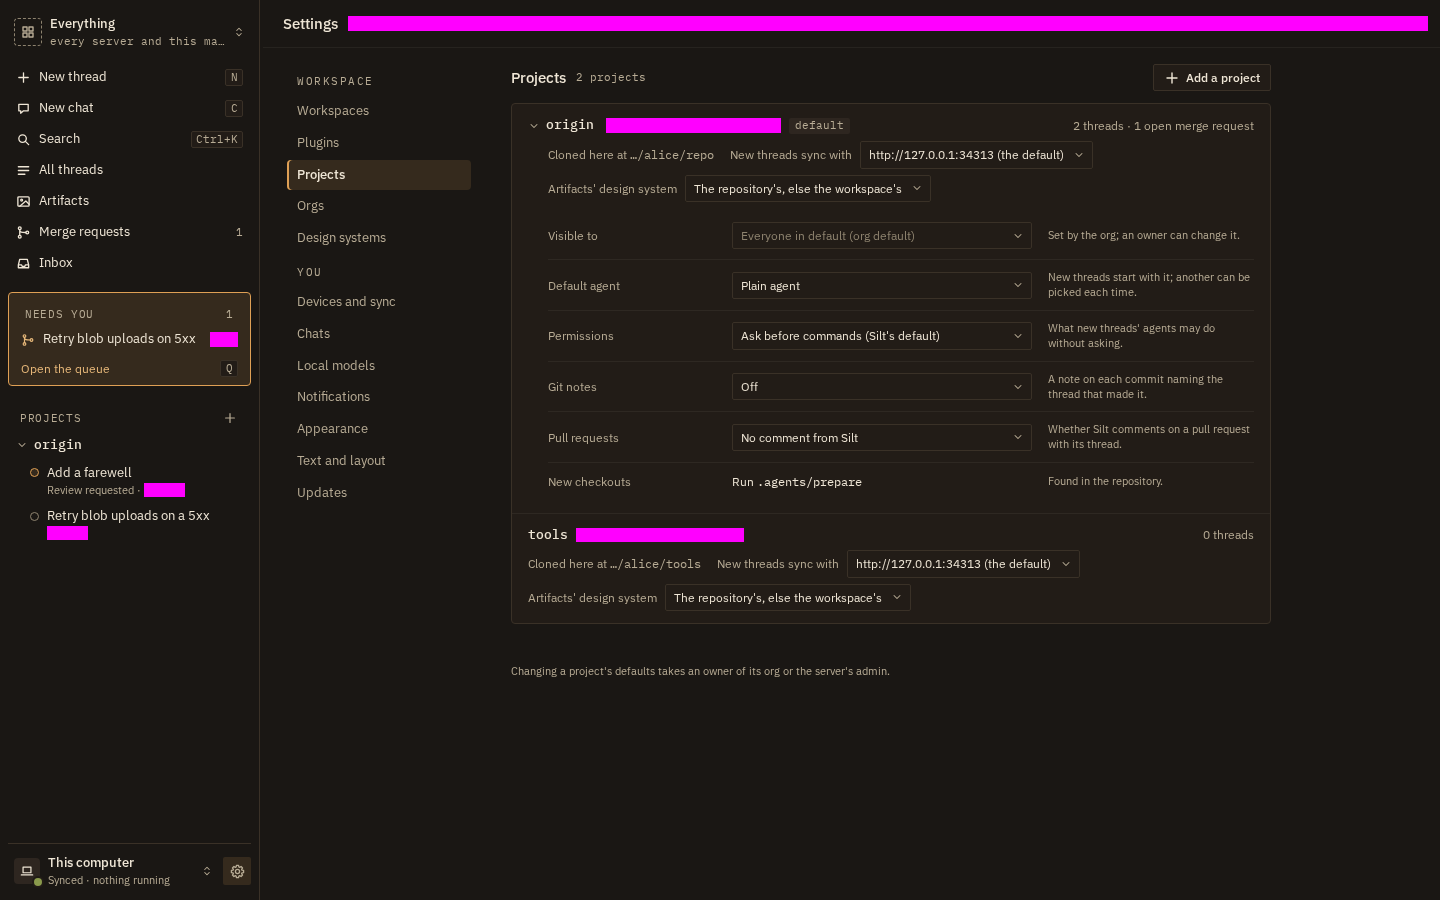 Everything
every server and this ma…
New thread N
New chat C
Search Ctrl+K
All threads
Artifacts
Merge requests 1
Inbox
NEEDS YOU 1
Retry blob uploads on 5xx
Open the queue Q
PROJECTS
origin
Add a farewell
Review requested ·
Retry blob uploads on a 5xx
This computer
Synced · nothing running
Settings
WORKSPACE
Workspaces
Plugins
Projects
Orgs
Design systems
YOU
Devices and sync
Chats
Local models
Notifications
Appearance
Text and layout
Updates
Projects 2 projects
Add a project
origin default 2 threads · 1 open merge request
Cloned here at …/alice/repo New threads sync with http://127.0.0.1:34313 (the default)
Artifacts' design system The repository's, else the workspace's
Visible to Everyone in default (org default) Set by the org; an owner can change it.
Default agent Plain agent New threads start with it; another can be
picked each time.
Permissions Ask before commands (Silt's default) What new threads' agents may do
without asking.
Git notes Off A note on each commit naming the
thread that made it.
Pull requests No comment from Silt Whether Silt comments on a pull request
with its thread.
New checkouts Run .agents/prepare Found in the repository.
tools 0 threads
Cloned here at …/alice/tools New threads sync with http://127.0.0.1:34313 (the default)
Artifacts' design system The repository's, else the workspace's
Changing a project's defaults takes an owner of its org or the server's admin.